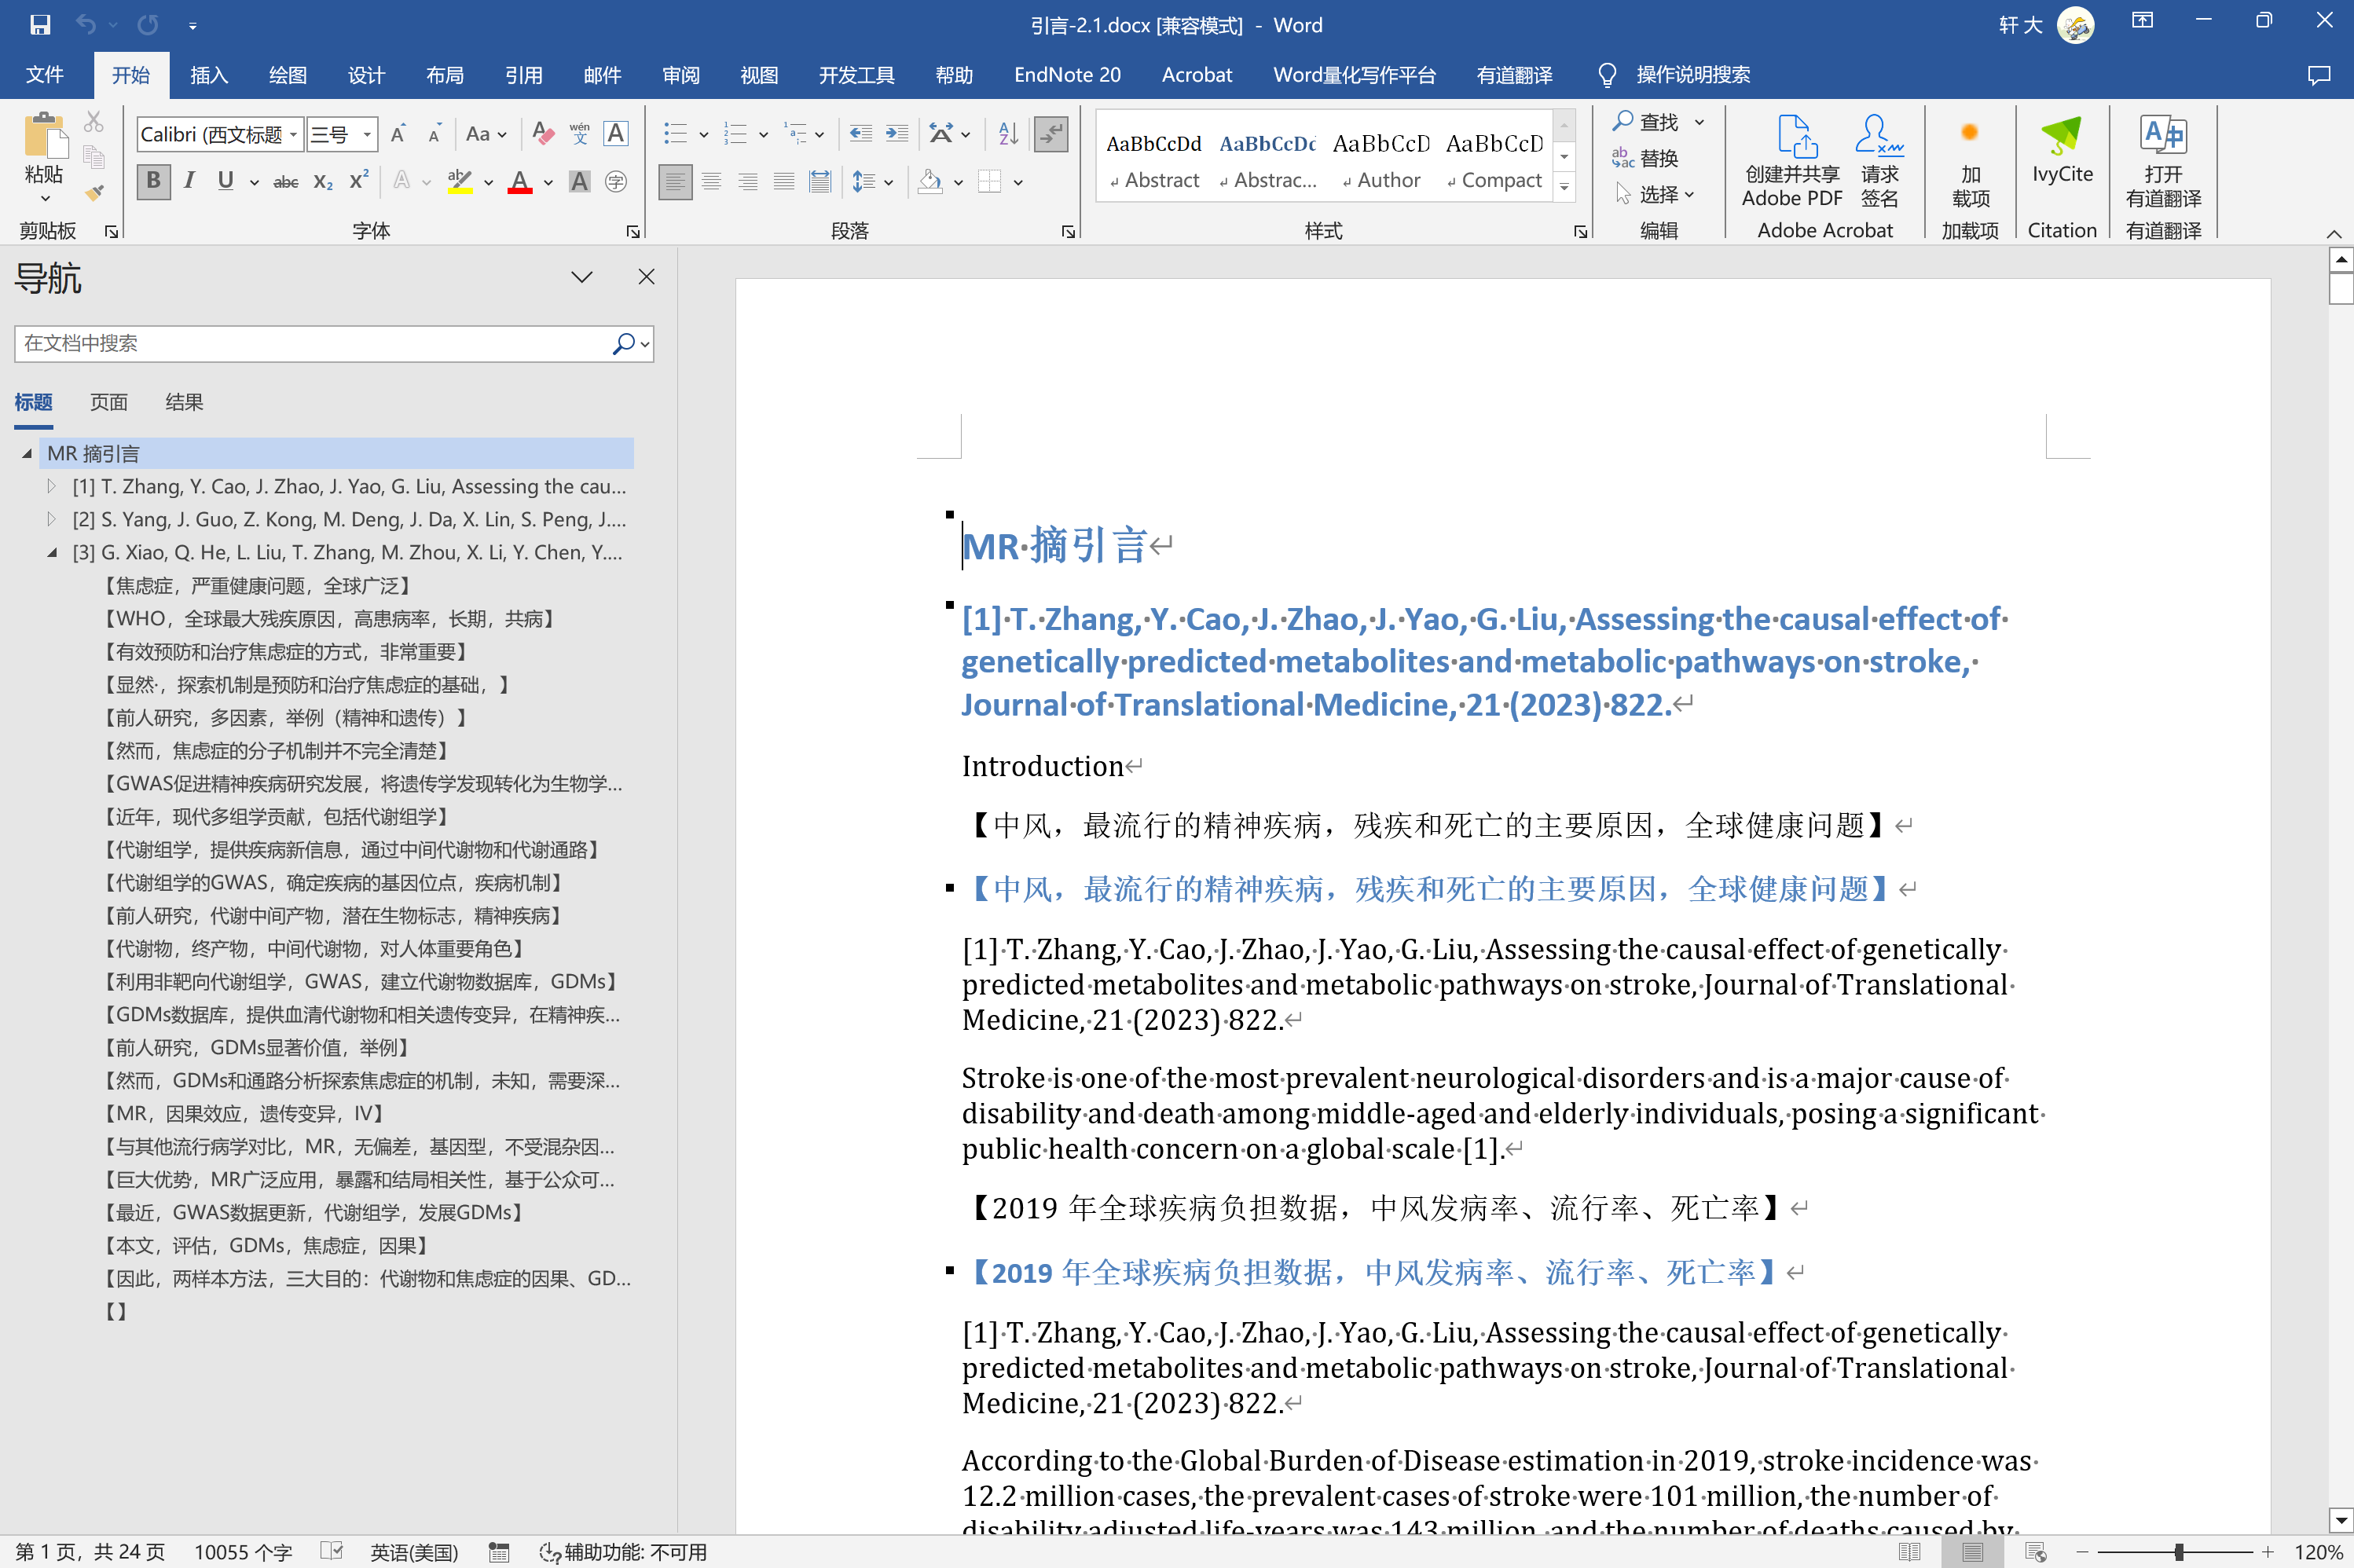 引言-2.1.docx [兼容模式] - Word
轩 大
文件 开始 插入 绘图 设计 布局 引用 邮件 审阅 视图 开发工具 帮助 EndNote 20 Acrobat Word量化写作平台 有道翻译 操作说明搜索
粘贴
剪贴板
Calibri (西文标题 三号
字体
段落
AaBbCcDd AaBbCcDd AaBbCcD AaBbCcD
Abstract Abstrac... Author Compact
样式
查找
替换
选择
编辑
创建并共享 Adobe PDF
请求签名
Adobe Acrobat
加载项
加载项
IvyCite
Citation
打开有道翻译
有道翻译
导航
在文档中搜索
标题 页面 结果
MR 摘引言
[1] T. Zhang, Y. Cao, J. Zhao, J. Yao, G. Liu, Assessing the cau...
[2] S. Yang, J. Guo, Z. Kong, M. Deng, J. Da, X. Lin, S. Peng, J....
[3] G. Xiao, Q. He, L. Liu, T. Zhang, M. Zhou, X. Li, Y. Chen, Y....
【焦虑症，严重健康问题，全球广泛】
【WHO，全球最大残疾原因，高患病率，长期，共病】
【有效预防和治疗焦虑症的方式，非常重要】
【显然·，探索机制是预防和治疗焦虑症的基础，】
【前人研究，多因素，举例（精神和遗传）】
【然而，焦虑症的分子机制并不完全清楚】
【GWAS促进精神疾病研究发展，将遗传学发现转化为生物学...
【近年，现代多组学贡献，包括代谢组学】
【代谢组学，提供疾病新信息，通过中间代谢物和代谢通路】
【代谢组学的GWAS，确定疾病的基因位点，疾病机制】
【前人研究，代谢中间产物，潜在生物标志，精神疾病】
【代谢物，终产物，中间代谢物，对人体重要角色】
【利用非靶向代谢组学，GWAS，建立代谢物数据库，GDMs】
【GDMs数据库，提供血清代谢物和相关遗传变异，在精神疾...
【前人研究，GDMs显著价值，举例】
【然而，GDMs和通路分析探索焦虑症的机制，未知，需要深...
【MR，因果效应，遗传变异，IV】
【与其他流行病学对比，MR，无偏差，基因型，不受混杂因...
【巨大优势，MR广泛应用，暴露和结局相关性，基于公众可...
【最近，GWAS数据更新，代谢组学，发展GDMs】
【本文，评估，GDMs，焦虑症，因果】
【因此，两样本方法，三大目的：代谢物和焦虑症的因果、GD...
【】
MR 摘引言
[1] T. Zhang, Y. Cao, J. Zhao, J. Yao, G. Liu, Assessing the causal effect of
genetically predicted metabolites and metabolic pathways on stroke,
Journal of Translational Medicine, 21 (2023) 822.
Introduction
【中风，最流行的精神疾病，残疾和死亡的主要原因，全球健康问题】
【中风，最流行的精神疾病，残疾和死亡的主要原因，全球健康问题】
[1] T. Zhang, Y. Cao, J. Zhao, J. Yao, G. Liu, Assessing the causal effect of genetically
predicted metabolites and metabolic pathways on stroke, Journal of Translational
Medicine, 21 (2023) 822.
Stroke is one of the most prevalent neurological disorders and is a major cause of
disability and death among middle-aged and elderly individuals, posing a significant
public health concern on a global scale [1].
【2019 年全球疾病负担数据，中风发病率、流行率、死亡率】
【2019 年全球疾病负担数据，中风发病率、流行率、死亡率】
[1] T. Zhang, Y. Cao, J. Zhao, J. Yao, G. Liu, Assessing the causal effect of genetically
predicted metabolites and metabolic pathways on stroke, Journal of Translational
Medicine, 21 (2023) 822.
According to the Global Burden of Disease estimation in 2019, stroke incidence was
12.2 million cases, the prevalent cases of stroke were 101 million, the number of
disability adjusted life-years was 143 million, and the number of deaths caused by
第 1 页，共 24 页 10055 个字 英语(美国) 辅助功能: 不可用 120%